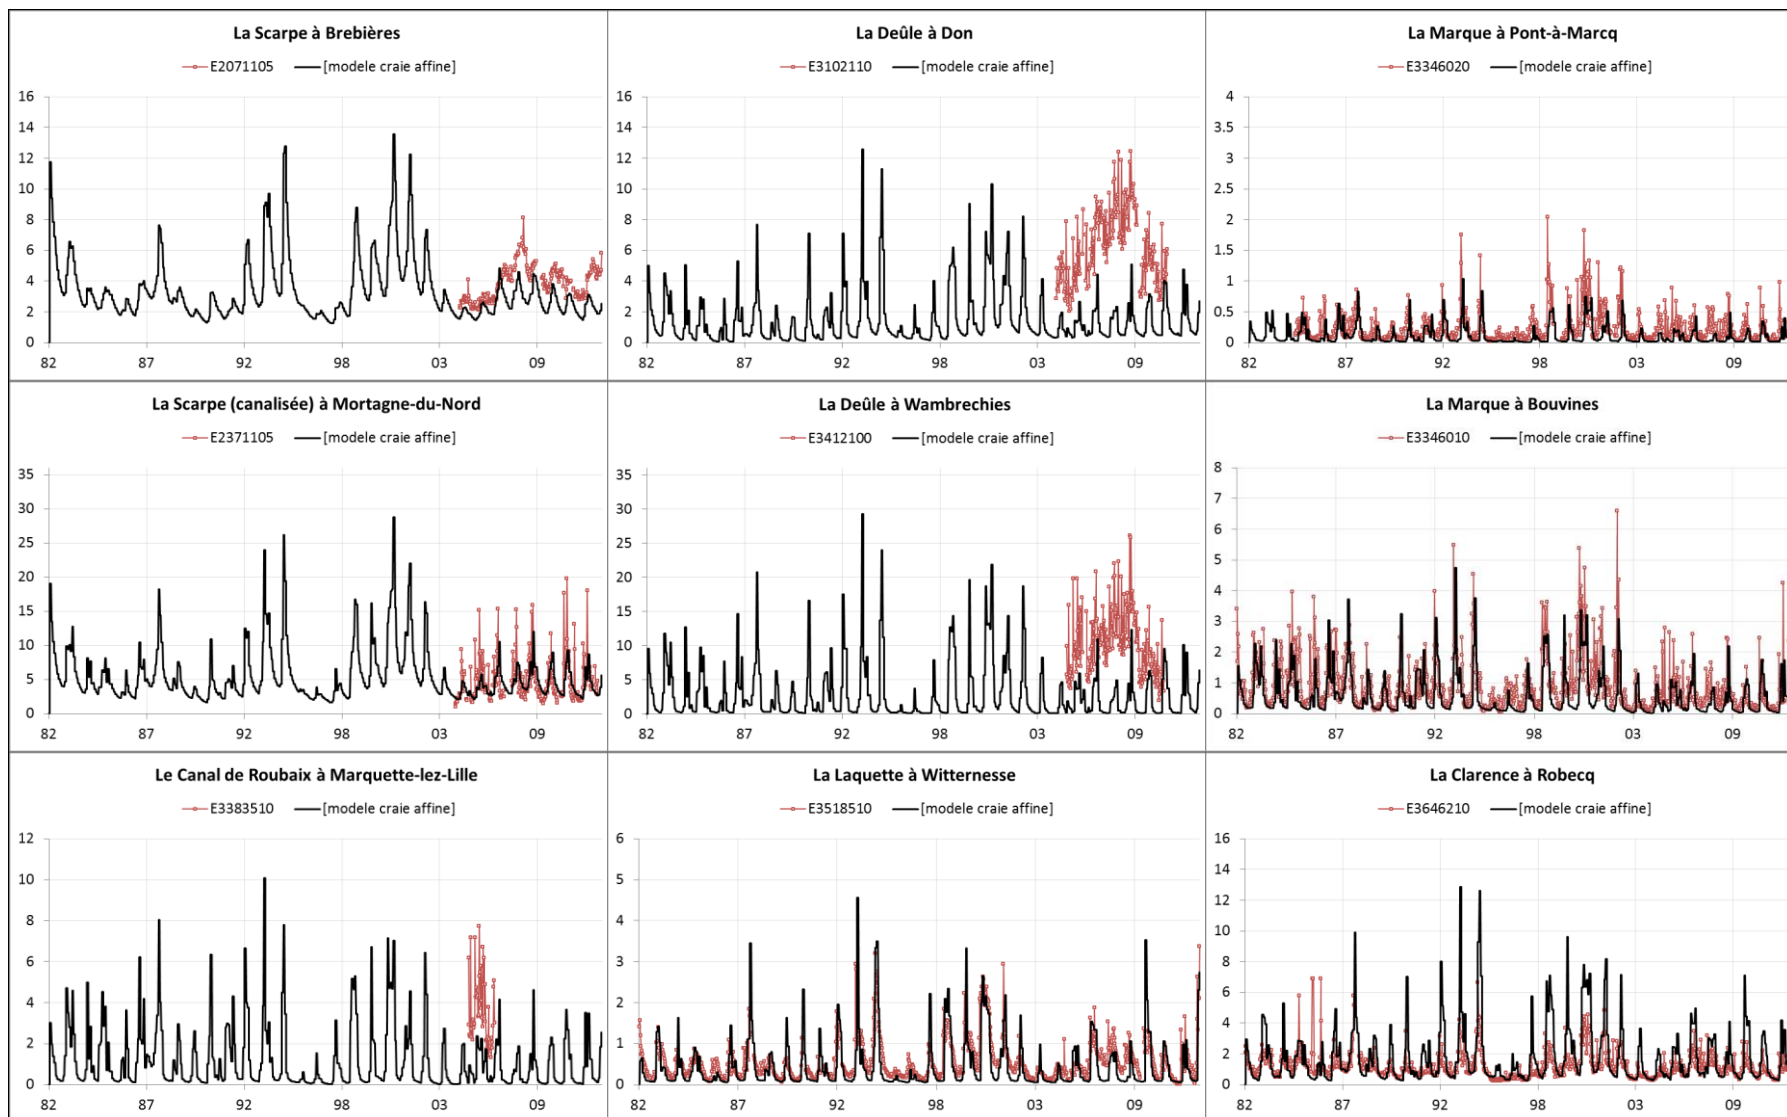 La Scarpe à Brebières
E2071105 [modele craie affine]
16
14
12
10
8
6
4
2
0
82 87 92 98 03 09
La Deûle à Don
E3102110 [modele craie affine]
16
14
12
10
8
6
4
2
0
82 87 92 98 03 09
La Marque à Pont-à-Marcq
E3346020 [modele craie affine]
4
3.5
3
2.5
2
1.5
1
0.5
0
82 87 92 98 03 09
La Scarpe (canalisée) à Mortagne-du-Nord
E2371105 [modele craie affine]
35
30
25
20
15
10
5
0
82 87 92 98 03 09
La Deûle à Wambrechies
E3412100 [modele craie affine]
35
30
25
20
15
10
5
0
82 87 92 98 03 09
La Marque à Bouvines
E3346010 [modele craie affine]
8
7
6
5
4
3
2
1
0
82 87 92 98 03 09
Le Canal de Roubaix à Marquette-lez-Lille
E3383510 [modele craie affine]
12
10
8
6
4
2
0
82 87 92 98 03 09
La Laquette à Witternesse
E3518510 [modele craie affine]
6
5
4
3
2
1
0
82 87 92 98 03 09
La Clarence à Robecq
E3646210 [modele craie affine]
16
14
12
10
8
6
4
2
0
82 87 92 98 03 09